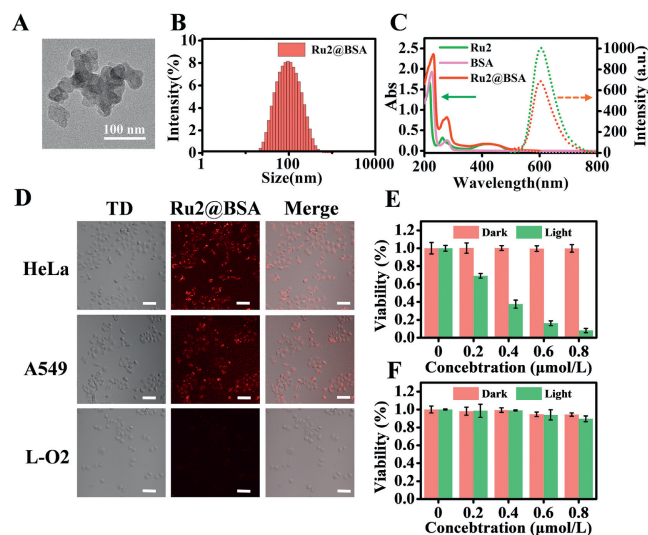 A
100 nm
B
Ru2@BSA
Intensity(%)
10
8
6
4
2
0
1
100
10000
Size(nm)
C
Ru2
BSA
Ru2@BSA
Abs
2.5
2.0
1.5
1.0
0.5
0.0
200
400
600
800
Wavelength(nm)
1000
800
600
400
200
0
Intensity (a.u.)
D
TD
Ru2@BSA
Merge
HeLa
A549
L-O2
E
Dark
Light
Viability (%)
1.2
1.0
0.8
0.6
0.4
0.2
0.0
0
0.2
0.4
0.6
0.8
Concebtration (μmol/L)
F
Dark
Light
Viability (%)
1.2
1.0
0.8
0.6
0.4
0.2
0.0
0
0.2
0.4
0.6
0.8
Concebtration (μmol/L)